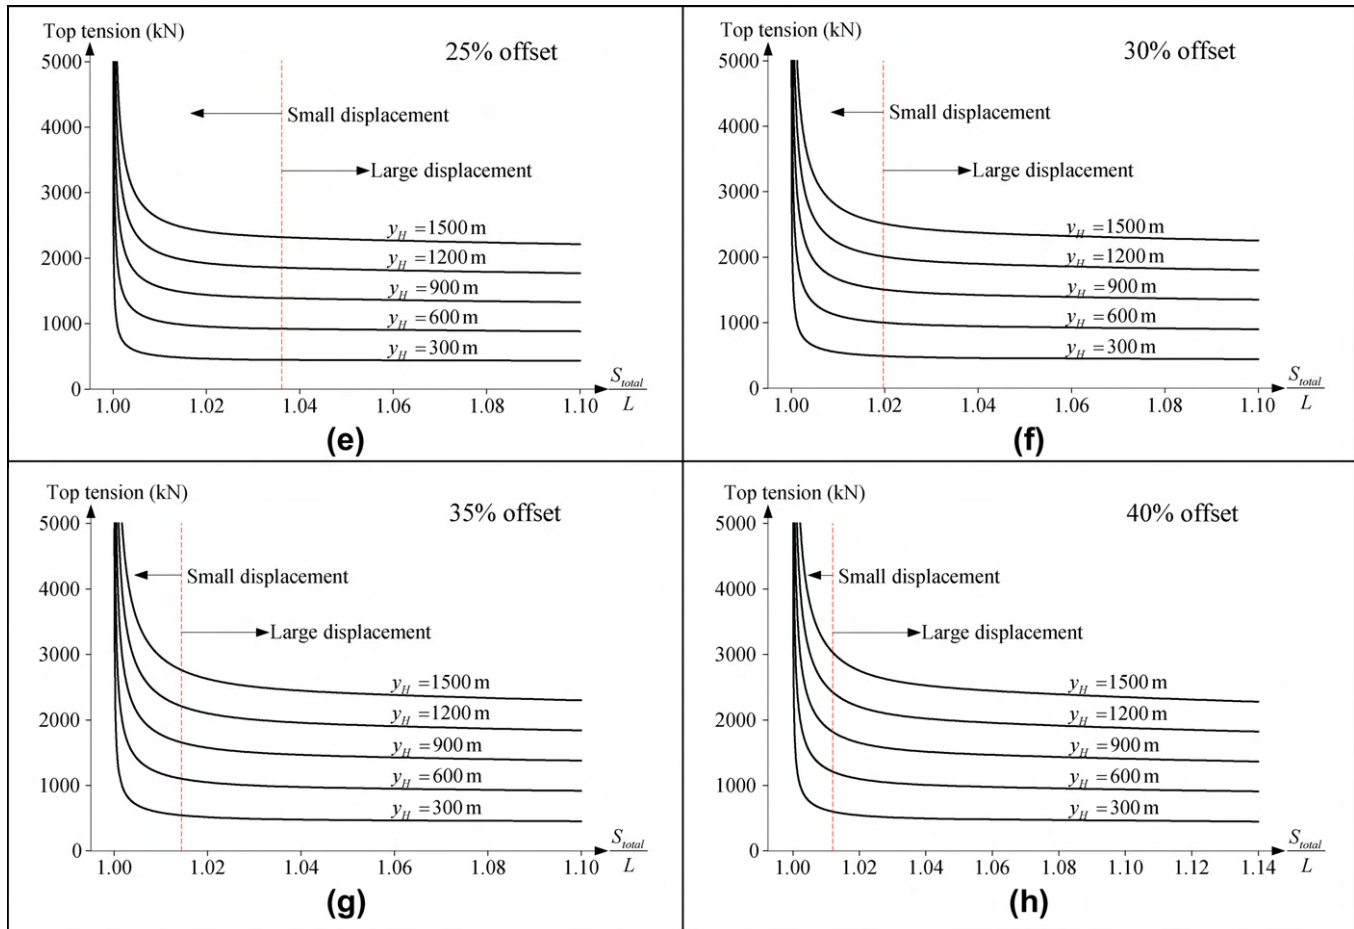 Top tension (kN)
25% offset
5000
4000
3000
2000
1000
0
Small displacement
Large displacement
y_H = 1500 m
y_H = 1200 m
y_H = 900 m
y_H = 600 m
y_H = 300 m
1.00 1.02 1.04 1.06 1.08 1.10
S_total
L
(e)
Top tension (kN)
30% offset
5000
4000
3000
2000
1000
0
Small displacement
Large displacement
y_H = 1500 m
y_H = 1200 m
y_H = 900 m
y_H = 600 m
y_H = 300 m
1.00 1.02 1.04 1.06 1.08 1.10
S_total
L
(f)
Top tension (kN)
35% offset
5000
4000
3000
2000
1000
0
Small displacement
Large displacement
y_H = 1500 m
y_H = 1200 m
y_H = 900 m
y_H = 600 m
y_H = 300 m
1.00 1.02 1.04 1.06 1.08 1.10
S_total
L
(g)
Top tension (kN)
40% offset
5000
4000
3000
2000
1000
0
Small displacement
Large displacement
y_H = 1500 m
y_H = 1200 m
y_H = 900 m
y_H = 600 m
y_H = 300 m
1.00 1.02 1.04 1.06 1.08 1.10 1.12 1.14
S_total
L
(h)